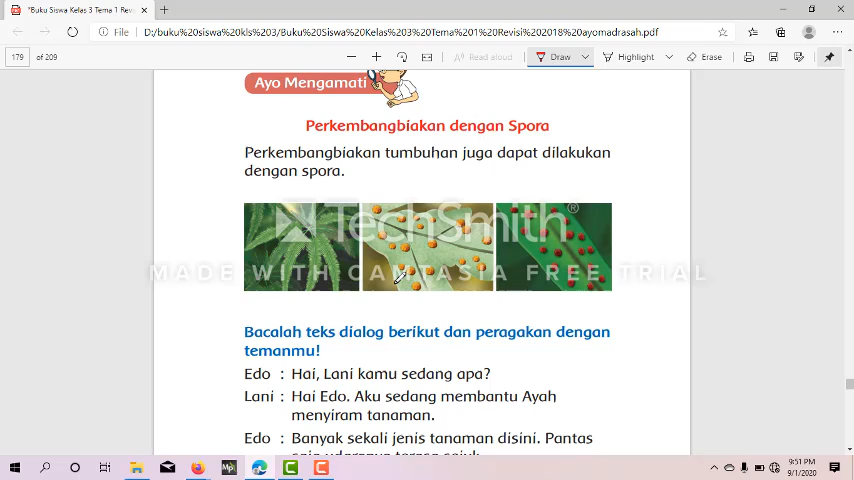 *Buku Siswa Kelas 3 Tema 1 Revi
File
D:/buku%20siswa%20kls%203/Buku%20Siswa%20Kelas%203%20Tema%201%20Revisi%202018%20ayomadrasah.pdf
179 of 209
Read aloud
Draw
Highlight
Erase
Ayo Mengamati
Perkembangbiakan dengan Spora
Perkembangbiakan tumbuhan juga dapat dilakukan
dengan spora.
TechSmith®
MADE WITH CAMTASIA FREE TRIAL
Bacalah teks dialog berikut dan peragakan dengan
temanmu!
Edo : Hai, Lani kamu sedang apa?
Lani : Hai Edo. Aku sedang membantu Ayah
menyiram tanaman.
Edo : Banyak sekali jenis tanaman disini. Pantas
9:51 PM
9/1/2020